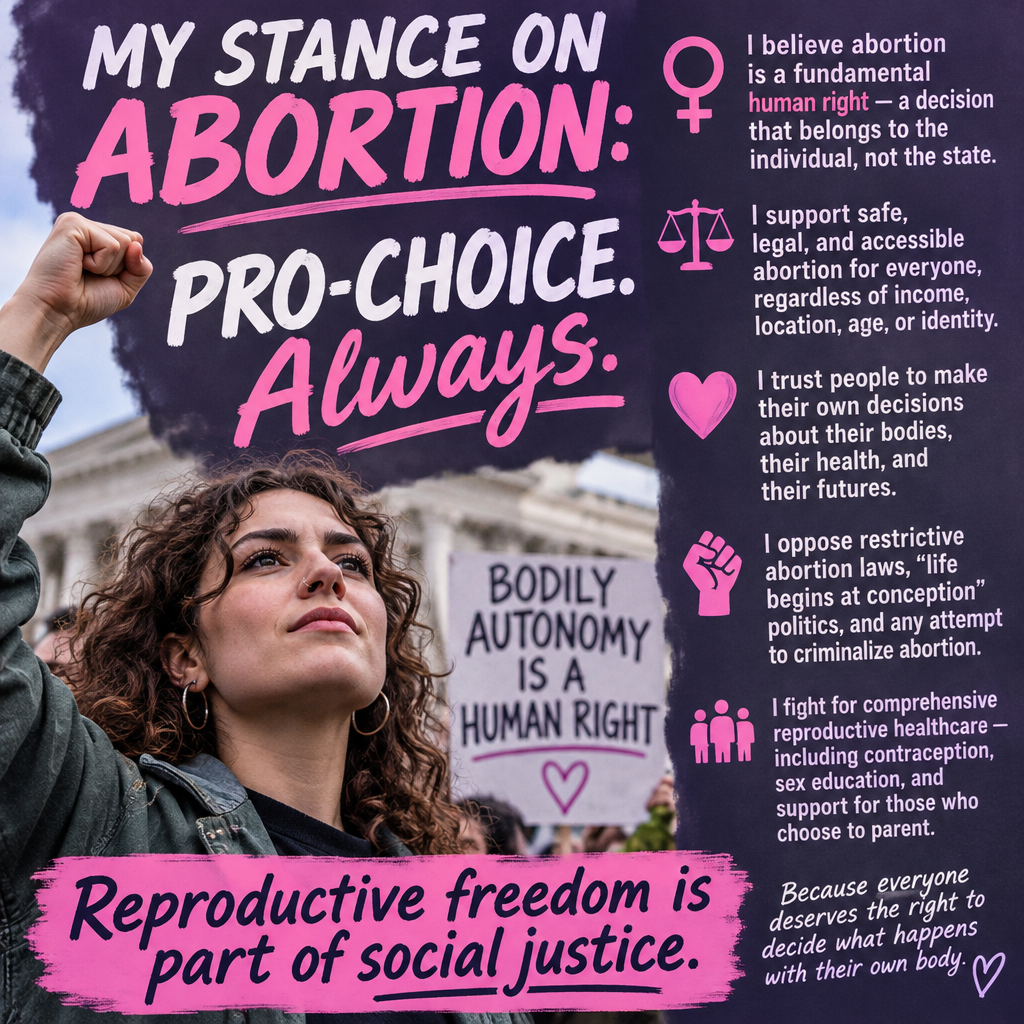 MY STANCE ON
ABORTION:
PRO-CHOICE.
Always.
I believe abortion
is a fundamental
human right — a decision
that belongs to the
individual, not the state.
I support safe,
legal, and accessible
abortion for everyone,
regardless of income,
location, age, or identity.
I trust people to make
their own decisions
about their bodies,
their health, and
their futures.
I oppose restrictive
abortion laws, “life
begins at conception”
politics, and any attempt
to criminalize abortion.
I fight for comprehensive
reproductive healthcare —
including contraception,
sex education, and
support for those who
choose to parent.
Because everyone
deserves the right to
decide what happens
with their own body.
BODILY
AUTONOMY
IS A
HUMAN RIGHT
Reproductive freedom is
part of social justice.